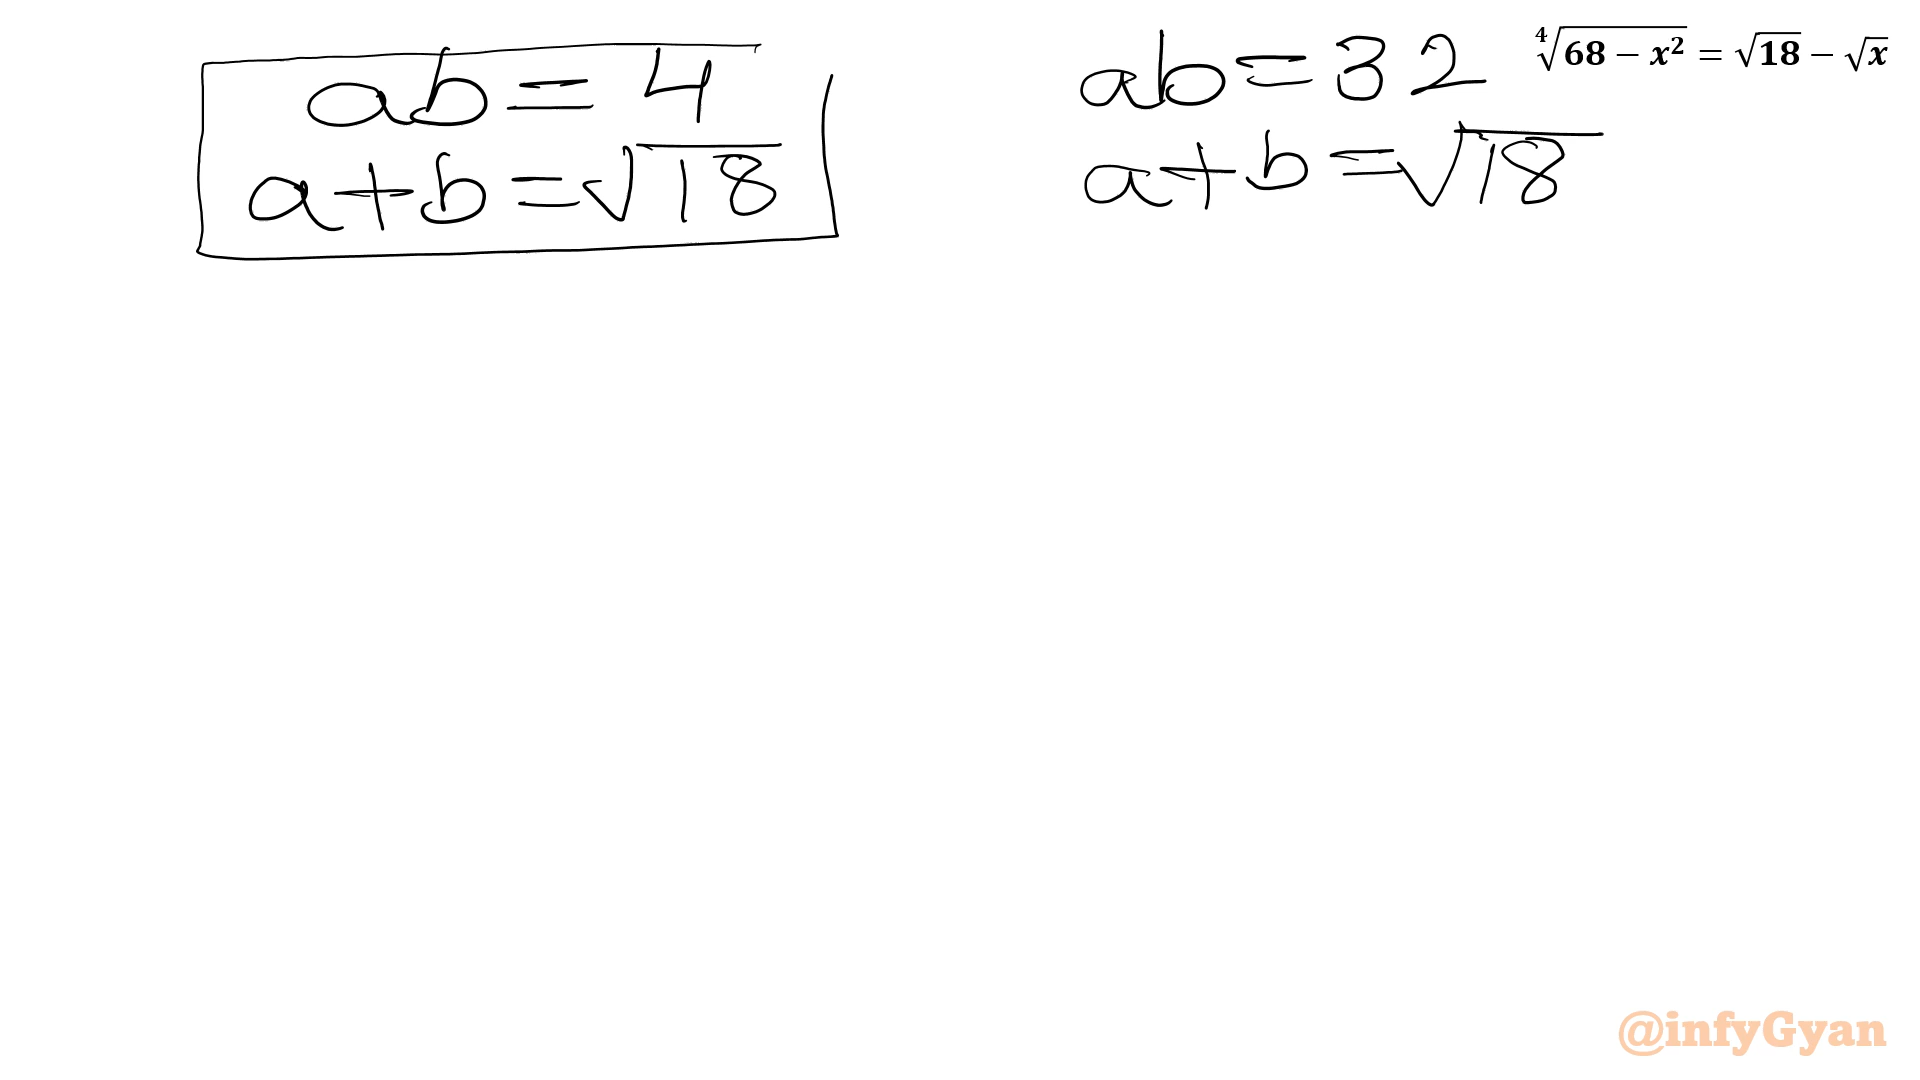 ab = 4
a + b = √18
ab = 32
a + b = √18
∜(68 − x²) = √18 − √x
@infyGyan